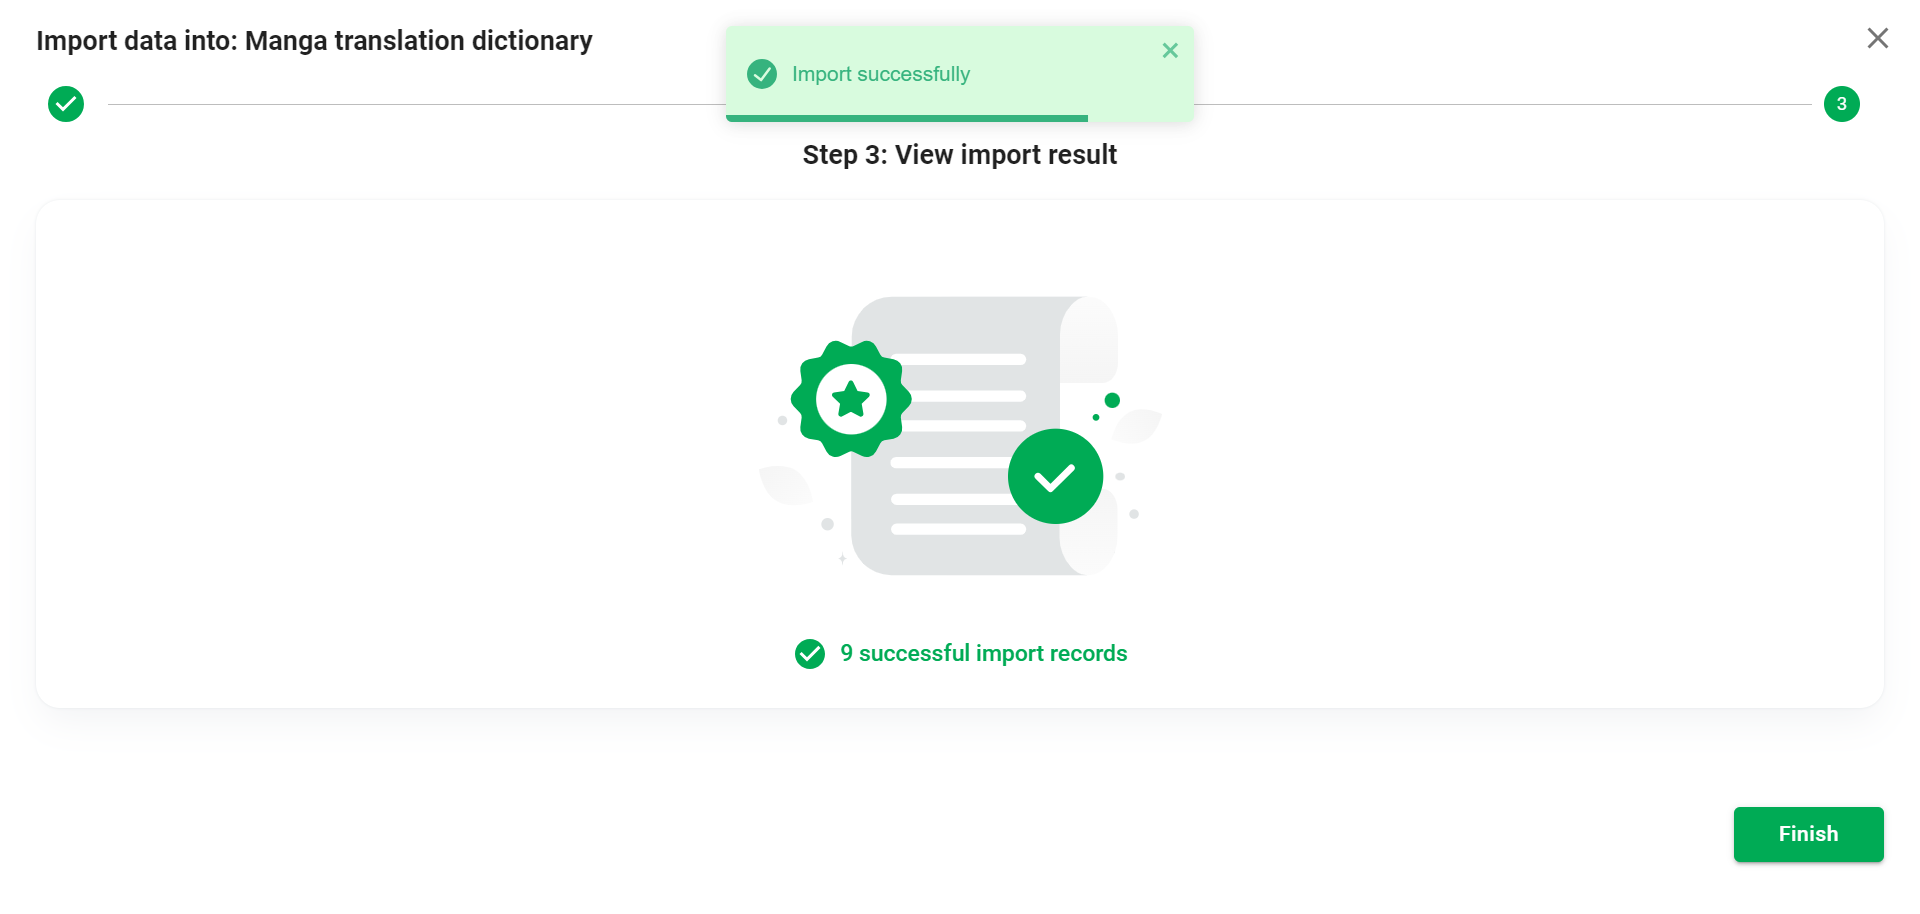 Import data into: Manga translation dictionary
Import successfully
3
Step 3: View import result
9 successful import records
Finish